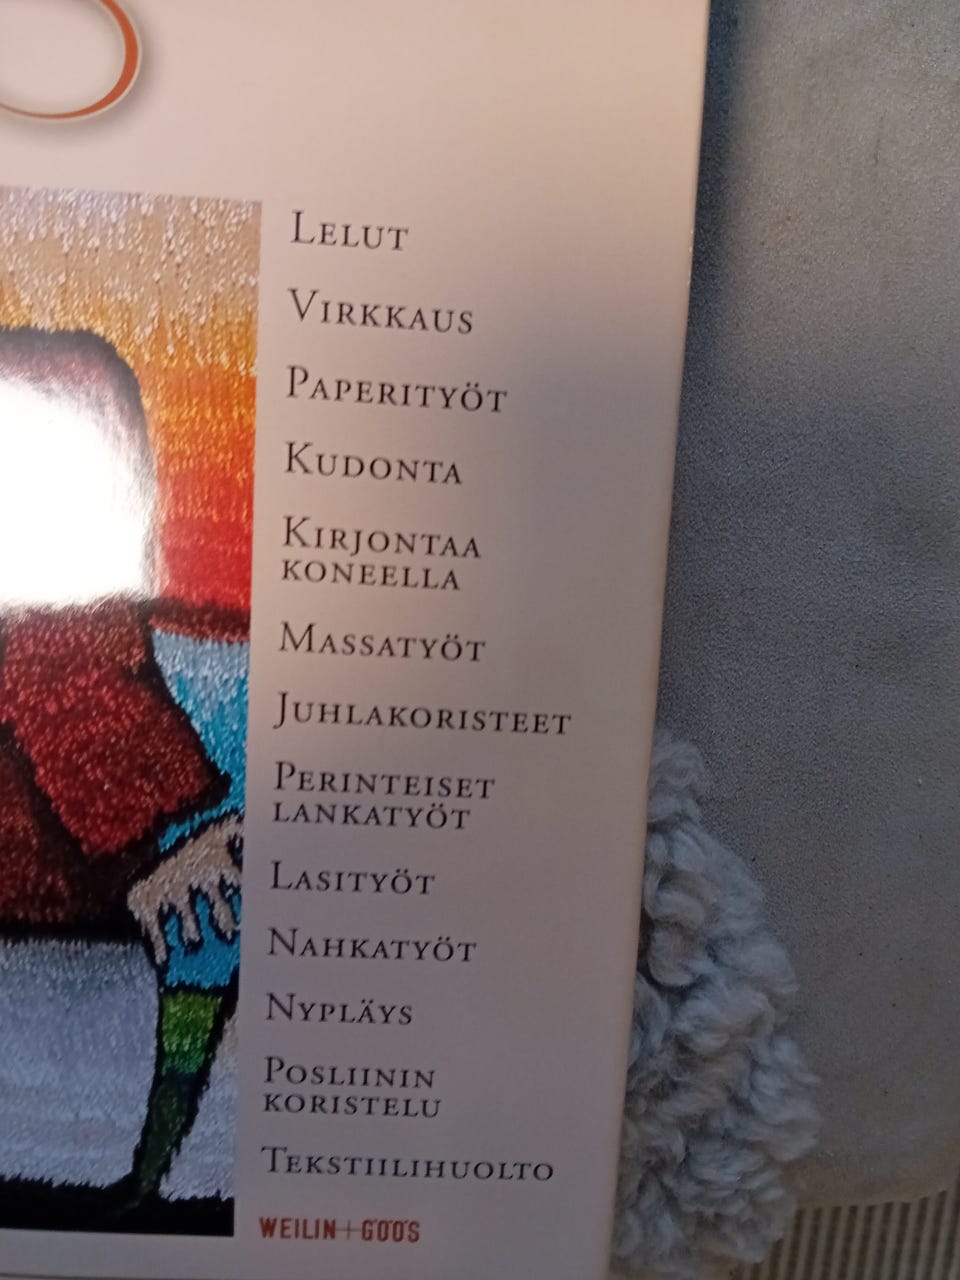 Lelut
Virkkaus
Paperityöt
Kudonta
Kirjontaa
koneella
Massatyöt
Juhlakoristeet
Perinteiset
lankatyöt
Lasityöt
Nahkatyöt
Nypläys
Posliinin
koristelu
Tekstiilihuolto
WEILIN+GÖÖS